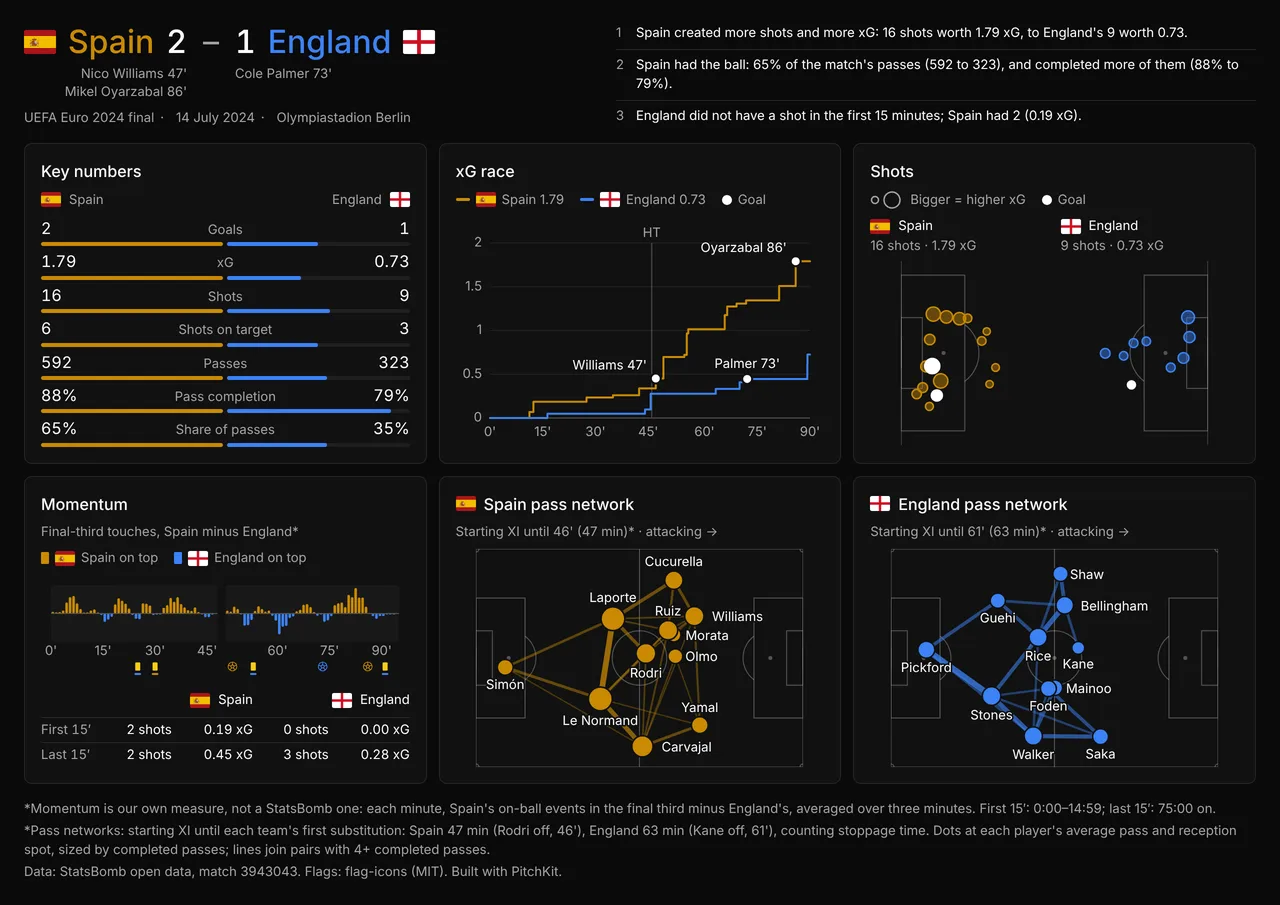 Spain 2 – 1 England
Nico Williams 47' Cole Palmer 73'
Mikel Oyarzabal 86'
UEFA Euro 2024 final · 14 July 2024 · Olympiastadion Berlin
1 Spain created more shots and more xG: 16 shots worth 1.79 xG, to England's 9 worth 0.73.
2 Spain had the ball: 65% of the match's passes (592 to 323), and completed more of them (88% to
79%).
3 England did not have a shot in the first 15 minutes; Spain had 2 (0.19 xG).
Key numbers
Spain England
2 Goals 1
1.79 xG 0.73
16 Shots 9
6 Shots on target 3
592 Passes 323
88% Pass completion 79%
65% Share of passes 35%
xG race
Spain 1.79 England 0.73 Goal
HT
2
1.5
1
0.5
0
Oyarzabal 86'
Williams 47'
Palmer 73'
0' 15' 30' 45' 60' 75' 90'
Shots
Bigger = higher xG Goal
Spain England
16 shots · 1.79 xG 9 shots · 0.73 xG
Momentum
Final-third touches, Spain minus England*
Spain on top England on top
0' 15' 30' 45' 60' 75' 90'
Spain England
First 15' 2 shots 0.19 xG 0 shots 0.00 xG
Last 15' 2 shots 0.45 xG 3 shots 0.28 xG
Spain pass network
Starting XI until 46' (47 min)* · attacking →
Cucurella
Laporte
Ruiz
Williams
Morata
Olmo
Rodri
Simón
Yamal
Le Normand
Carvajal
England pass network
Starting XI until 61' (63 min)* · attacking →
Shaw
Bellingham
Guehi
Rice
Kane
Pickford
Mainoo
Foden
Stones
Walker
Saka
*Momentum is our own measure, not a StatsBomb one: each minute, Spain's on-ball events in the final third minus England's, averaged over three minutes. First 15': 0:00–14:59; last 15': 75:00 on.
*Pass networks: starting XI until each team's first substitution: Spain 47 min (Rodri off, 46'), England 63 min (Kane off, 61'), counting stoppage time. Dots at each player's average pass and reception
spot, sized by completed passes; lines join pairs with 4+ completed passes.
Data: StatsBomb open data, match 3943043. Flags: flag-icons (MIT). Built with PitchKit.